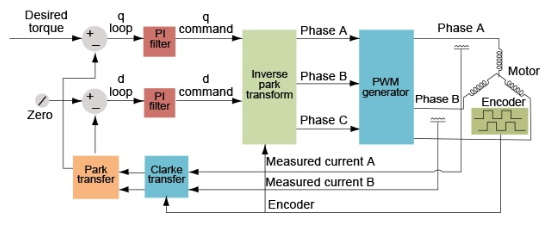 Desired
torque
q
loop
PI
filter
q
command
Phase A
Phase A
+
−
Inverse
park
transform
PWM
generator
Phase B
Phase B
Motor
Encoder
d
loop
PI
filter
d
command
Zero
+
−
Phase C
Park
transfer
Clarke
transfer
Measured current A
Measured current B
Encoder